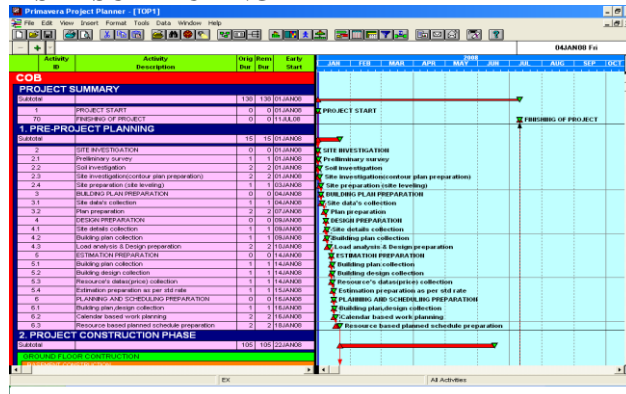 Primavera Project Planner - [TOP1]
File Edit View Insert Format Tools Data Window Help
04JAN08 Fri
Activity ID Activity Description Orig Dur Rem Dur Early Start 2008 JAN FEB MAR APR MAY JUN JUL AUG SEP OCT
COB
PROJECT SUMMARY
Subtotal 138 138 01JAN08
1 PROJECT START 0 0 01JAN08 PROJECT START
70 FINISHING OF PROJECT 0 0 11JUL08 FINISHING OF PROJECT
1. PRE-PROJECT PLANNING
Subtotal 15 15 01JAN08
2 SITE INVESTIGATION 0 0 01JAN08 SITE INVESTIGATION
2.1 Prelliminary survey 1 1 01JAN08 Prelliminary survey
2.2 Soil investigation 2 2 01JAN08 Soil investigation
2.3 Site investigation(contour plan preparation) 2 2 01JAN08 Site investigation(contour plan preparation)
2.4 Site preparation (site leveling) 1 1 03JAN08 Site preparation (site leveling)
3 BUILDING PLAN PREPARATION 0 0 04JAN08 BUILDING PLAN PREPARATION
3.1 Site data's collection 1 1 04JAN08 Site data's collection
3.2 Plan preparation 2 2 07JAN08 Plan preparation
4 DESIGN PREPARATION 0 0 09JAN08 DESIGN PREPARATION
4.1 Site details collection 1 1 09JAN08 Site details collection
4.2 Building plan collection 1 1 09JAN08 Building plan collection
4.3 Load analysis & Design preparation 2 2 10JAN08 Load analysis & Design preparation
5 ESTIMATION PREPARATION 0 0 14JAN08 ESTIMATION PREPARATION
5.1 Building plan collection 1 1 14JAN08 Building plan collection
5.2 Building design collection 1 1 14JAN08 Building design collection
5.3 Resource's datas(price) collection 1 1 14JAN08 Resource's datas(price) collection
5.4 Estimation preparation as per std rate 1 1 15JAN08 Estimation preparation as per std rate
6 PLANNING AND SCHEDULING PREPARATION 0 0 16JAN08 PLANNING AND SCHEDULING PREPARATION
6.1 Building plan,design collection 1 1 16JAN08 Building plan,design collection
6.2 Calendar based work planning 2 2 16JAN08 Calendar based work planning
6.3 Resource based planned schedule preparation 2 2 18JAN08 Resource based planned schedule preparation
2. PROJECT CONSTRUCTION PHASE
Subtotal 105 105 22JAN08
GROUND FLOOR CONTRUCTION
EX All Activities